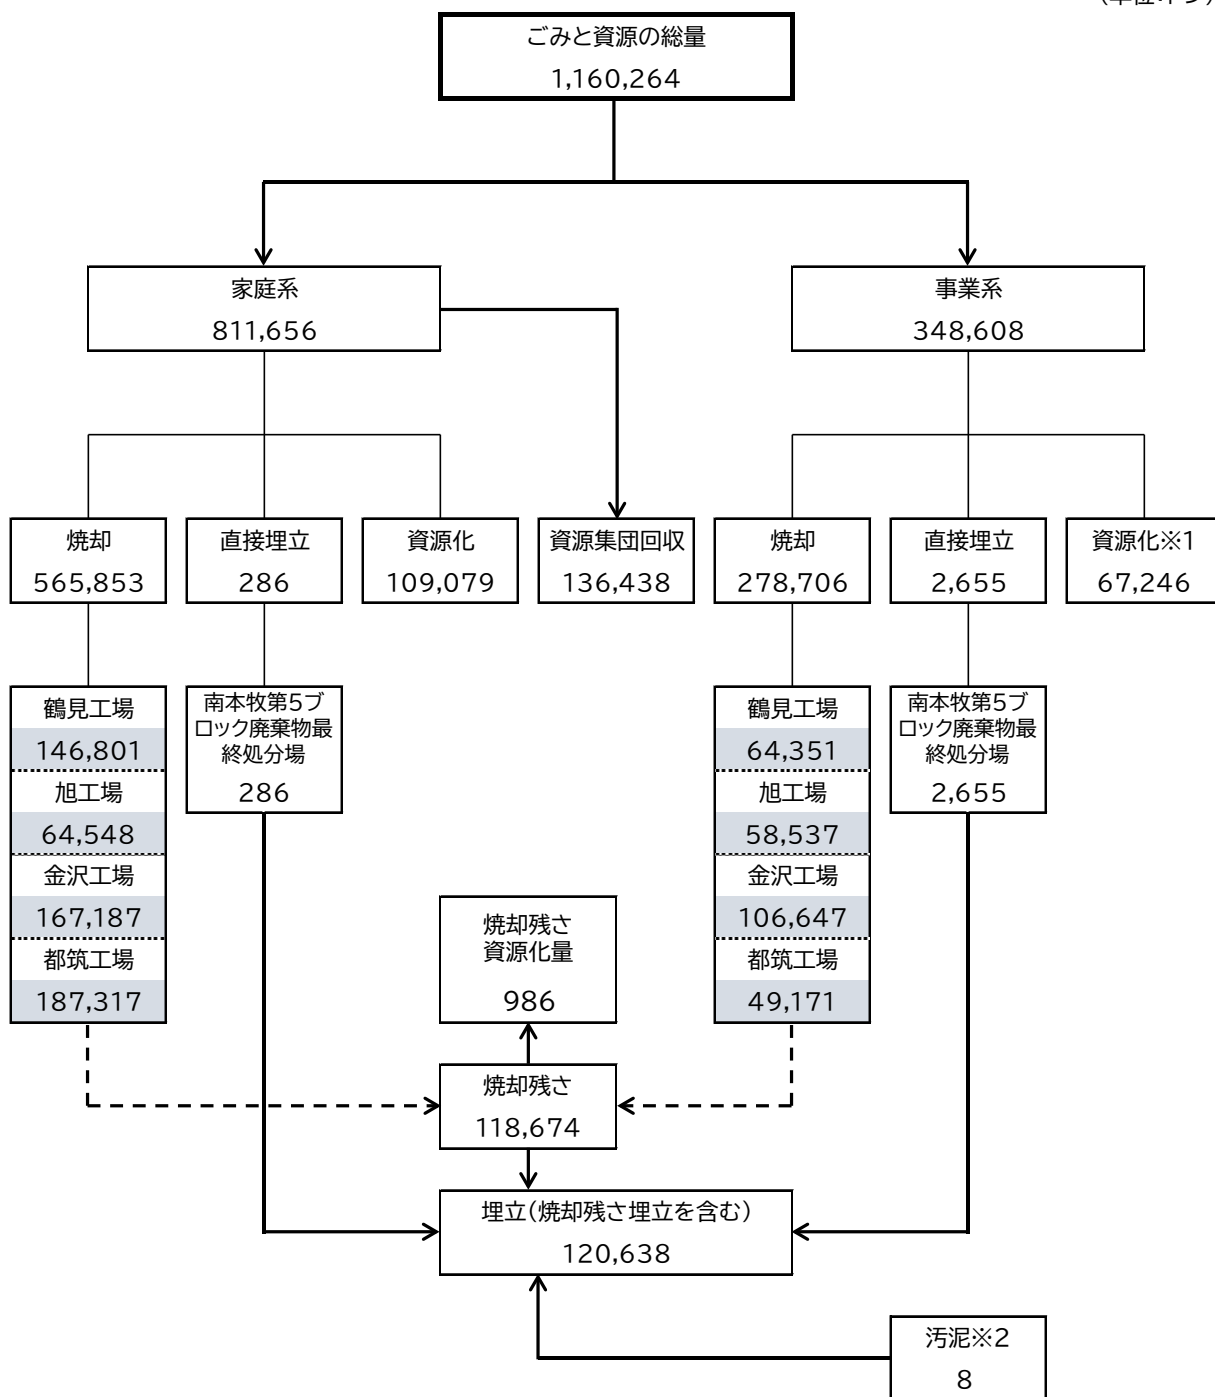 (単位:トン)
ごみと資源の総量
1,160,264
家庭系
811,656
事業系
348,608
焼却
565,853
直接埋立
286
資源化
109,079
資源集団回収
136,438
焼却
278,706
直接埋立
2,655
資源化※1
67,246
鶴見工場
146,801
旭工場
64,548
金沢工場
167,187
都筑工場
187,317
南本牧第5ブ
ロック廃棄物最
終処分場
286
鶴見工場
64,351
旭工場
58,537
金沢工場
106,647
都筑工場
49,171
南本牧第5ブ
ロック廃棄物最
終処分場
2,655
焼却残さ
資源化量
986
焼却残さ
118,674
埋立(焼却残さ埋立を含む)
120,638
汚泥※2
8